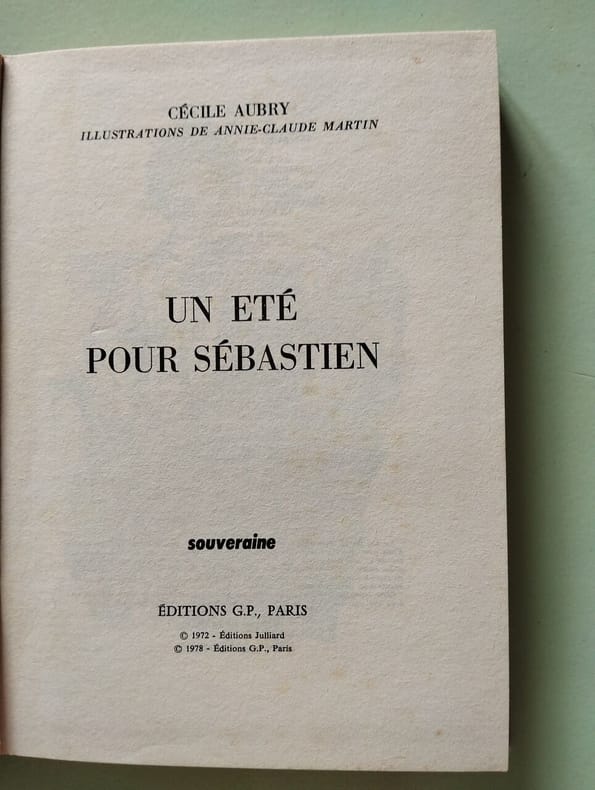 CÉCILE AUBRY
ILLUSTRATIONS DE ANNIE-CLAUDE MARTIN
UN ETÉ
POUR SÉBASTIEN
souveraine
ÉDITIONS G.P., PARIS
© 1972 - Éditions Julliard
© 1978 - Éditions G.P., Paris